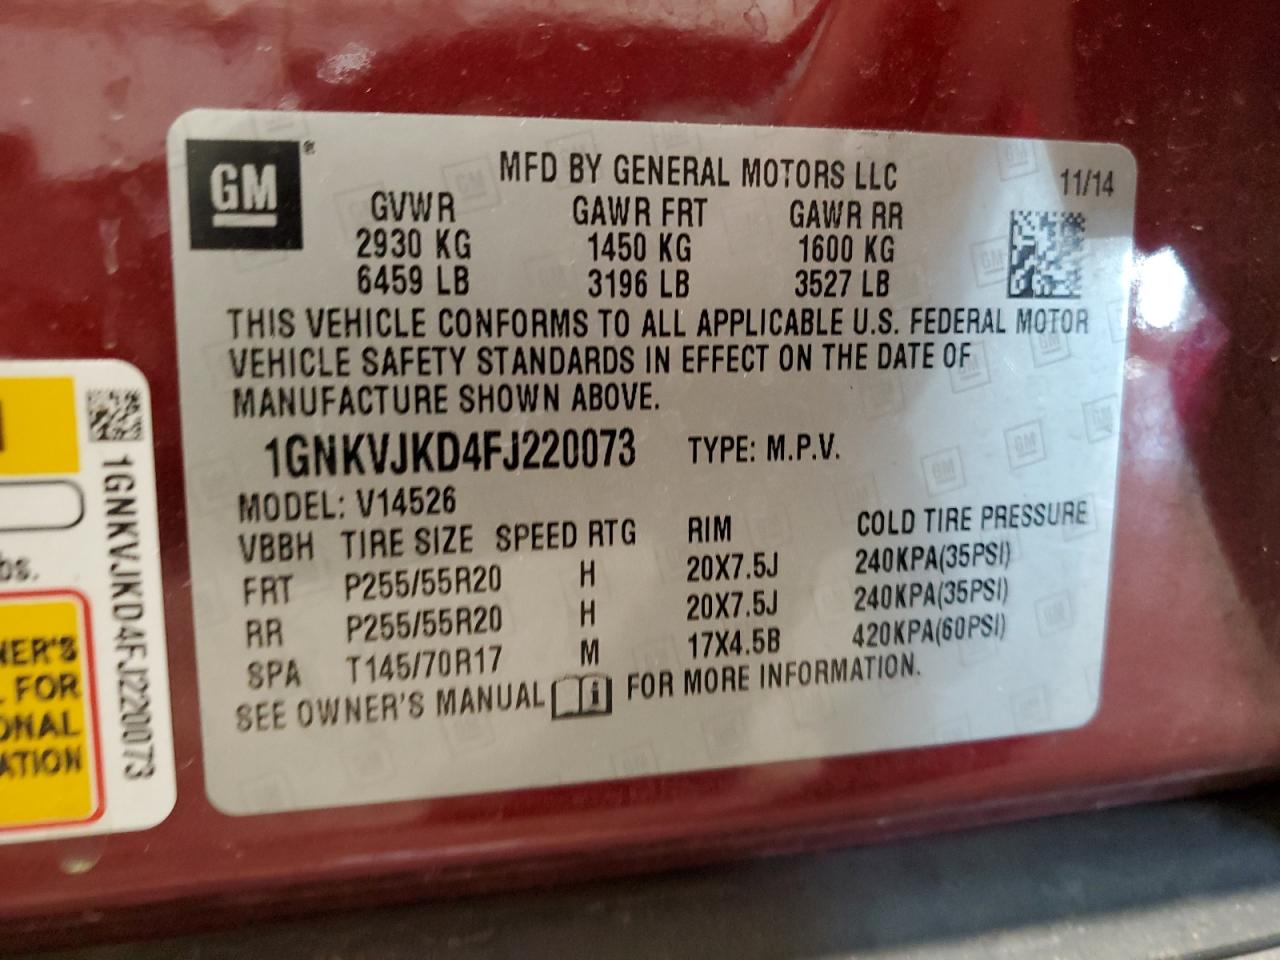 GM ®
MFD BY GENERAL MOTORS LLC 11/14
GVWR GAWR FRT GAWR RR
2930 KG 1450 KG 1600 KG
6459 LB 3196 LB 3527 LB
THIS VEHICLE CONFORMS TO ALL APPLICABLE U.S. FEDERAL MOTOR
VEHICLE SAFETY STANDARDS IN EFFECT ON THE DATE OF
MANUFACTURE SHOWN ABOVE.
1GNKVJKD4FJ220073 TYPE: M.P.V.
MODEL: V14526
VBBH TIRE SIZE SPEED RTG RIM COLD TIRE PRESSURE
FRT P255/55R20 H 20X7.5J 240KPA(35PSI)
RR P255/55R20 H 20X7.5J 240KPA(35PSI)
SPA T145/70R17 M 17X4.5B 420KPA(60PSI)
SEE OWNER'S MANUAL FOR MORE INFORMATION.
1GNKVJKD4FJ220073
FOR